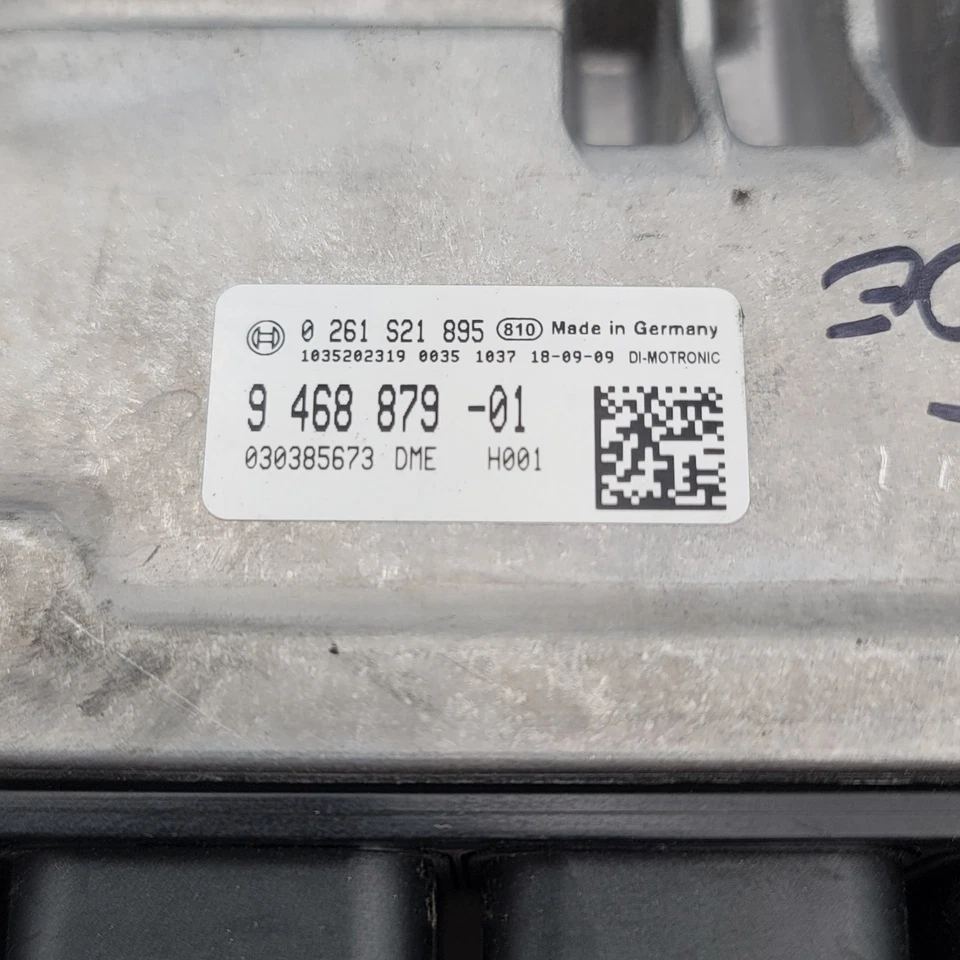 0 261 S21 895 810 Made in Germany
1035202319 0035 1037 18-09-09 DI-MOTRONIC
9 468 879 -01
030385673 DME H001